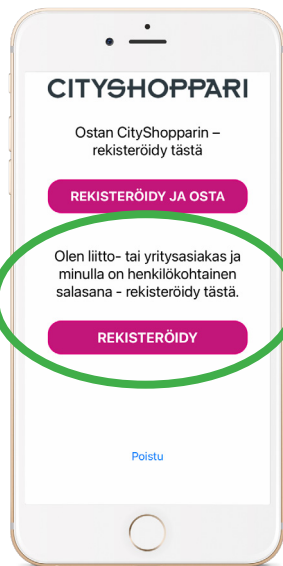 CITYSHOPPARI
Ostan CityShopparin –
rekisteröidy tästä
REKISTERÖIDY JA OSTA
Olen liitto- tai yritysasiakas ja
minulla on henkilökohtainen
salasana - rekisteröidy tästä.
REKISTERÖIDY
Poistu